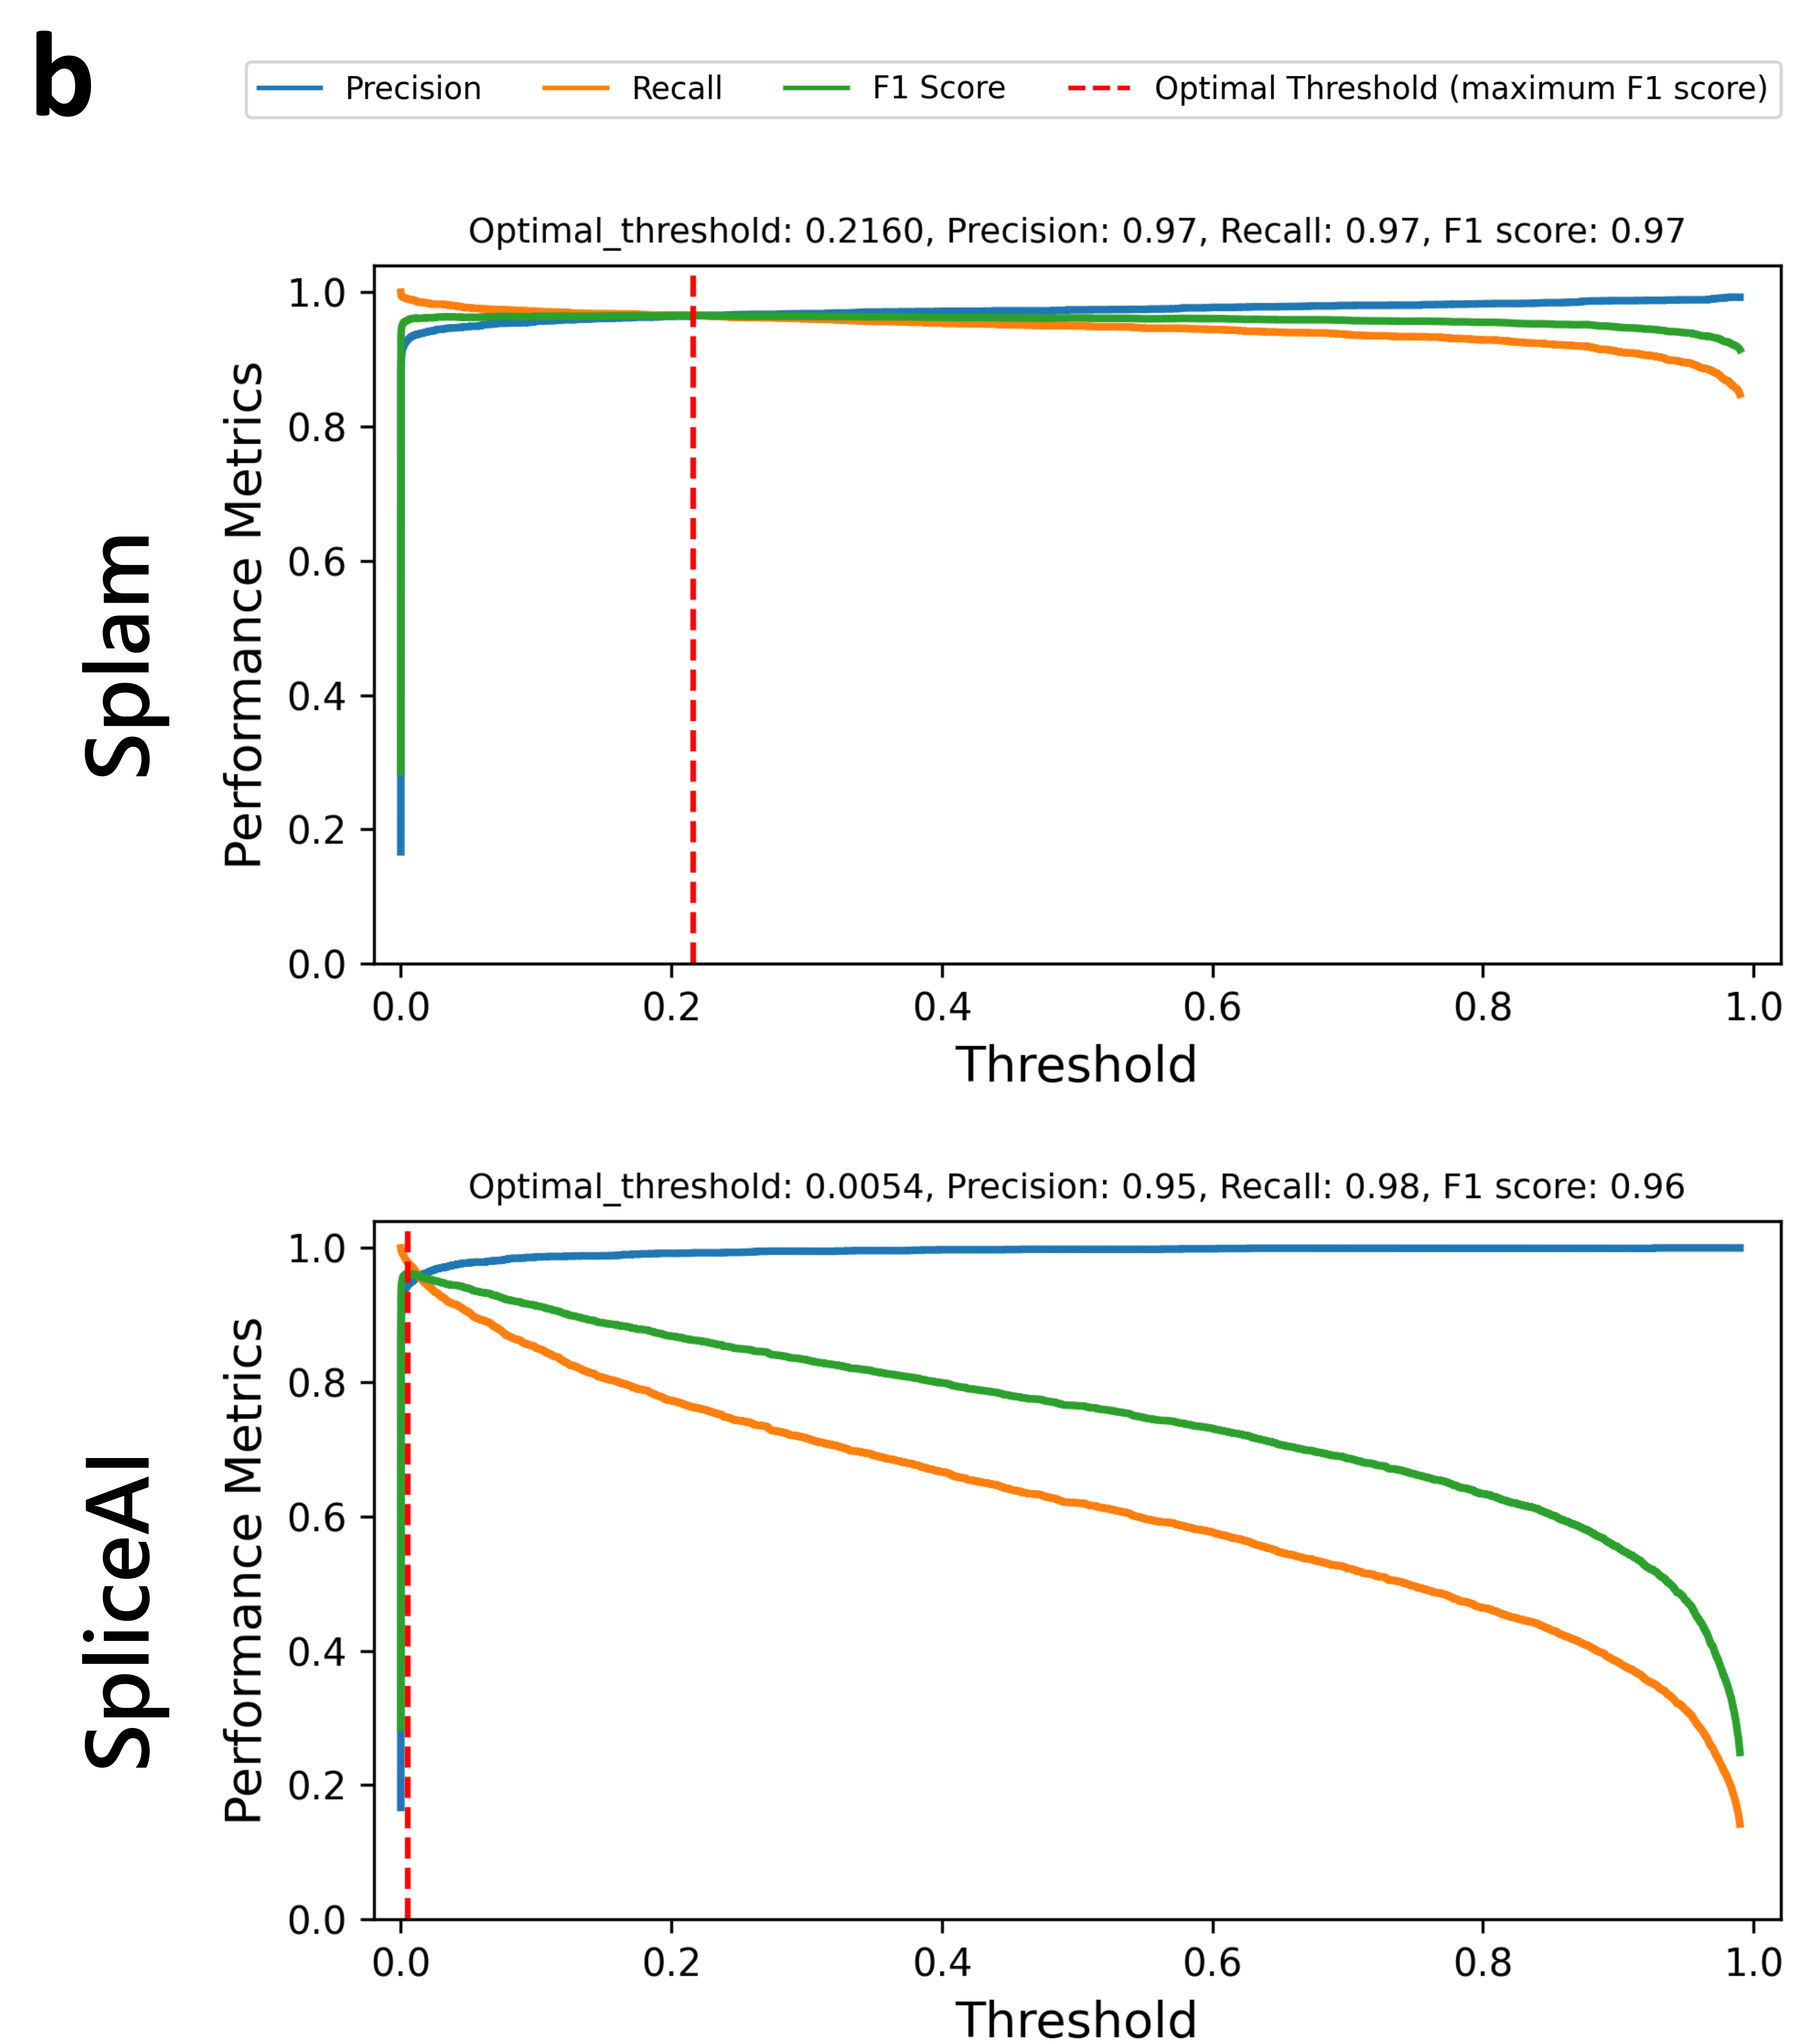 b
Precision Recall F1 Score Optimal Threshold (maximum F1 score)
Splam
Optimal_threshold: 0.2160, Precision: 0.97, Recall: 0.97, F1 score: 0.97
Performance Metrics
1.0
0.8
0.6
0.4
0.2
0.0
0.0 0.2 0.4 0.6 0.8 1.0
Threshold
SpliceAI
Optimal_threshold: 0.0054, Precision: 0.95, Recall: 0.98, F1 score: 0.96
Performance Metrics
1.0
0.8
0.6
0.4
0.2
0.0
0.0 0.2 0.4 0.6 0.8 1.0
Threshold